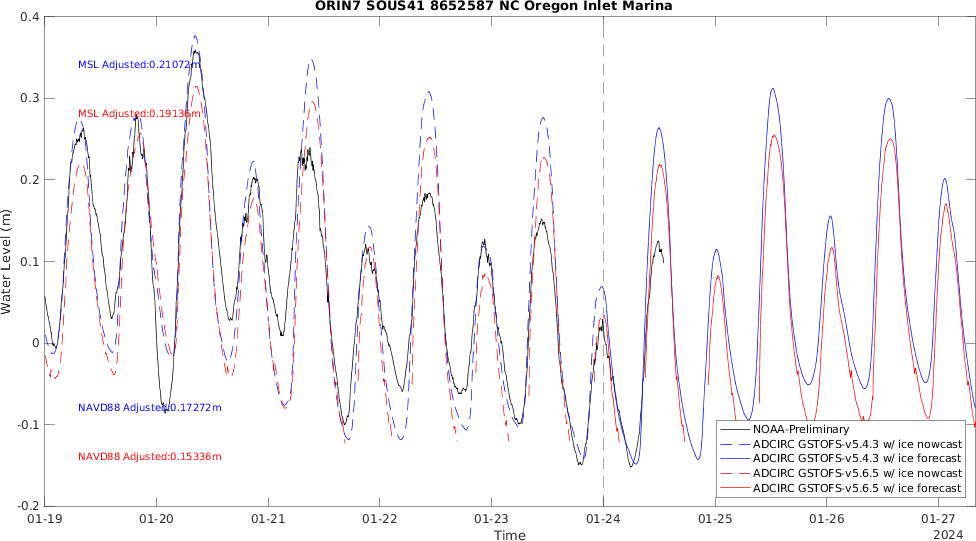 ORIN7 SOUS41 8652587 NC Oregon Inlet Marina
0.4
0.3
0.2
0.1
0
-0.1
-0.2
Water Level (m)
MSL Adjusted:0.21072m
MSL Adjusted:0.19136m
NAVD88 Adjusted:0.17272m
NAVD88 Adjusted:0.15336m
NOAA-Preliminary
ADCIRC GSTOFS-v5.4.3 w/ ice nowcast
ADCIRC GSTOFS-v5.4.3 w/ ice forecast
ADCIRC GSTOFS-v5.6.5 w/ ice nowcast
ADCIRC GSTOFS-v5.6.5 w/ ice forecast
01-19 01-20 01-21 01-22 01-23 01-24 01-25 01-26 01-27
Time
2024